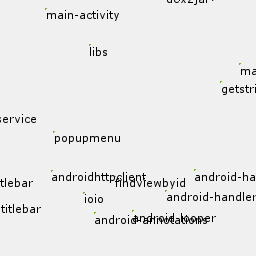 main-activity
libs
ma
getstri
service
popupmenu
androidhttpclient
findviewbyid
android-ha
tlebar
ioio
android-handler
titlebar
android-annotations
android-looper